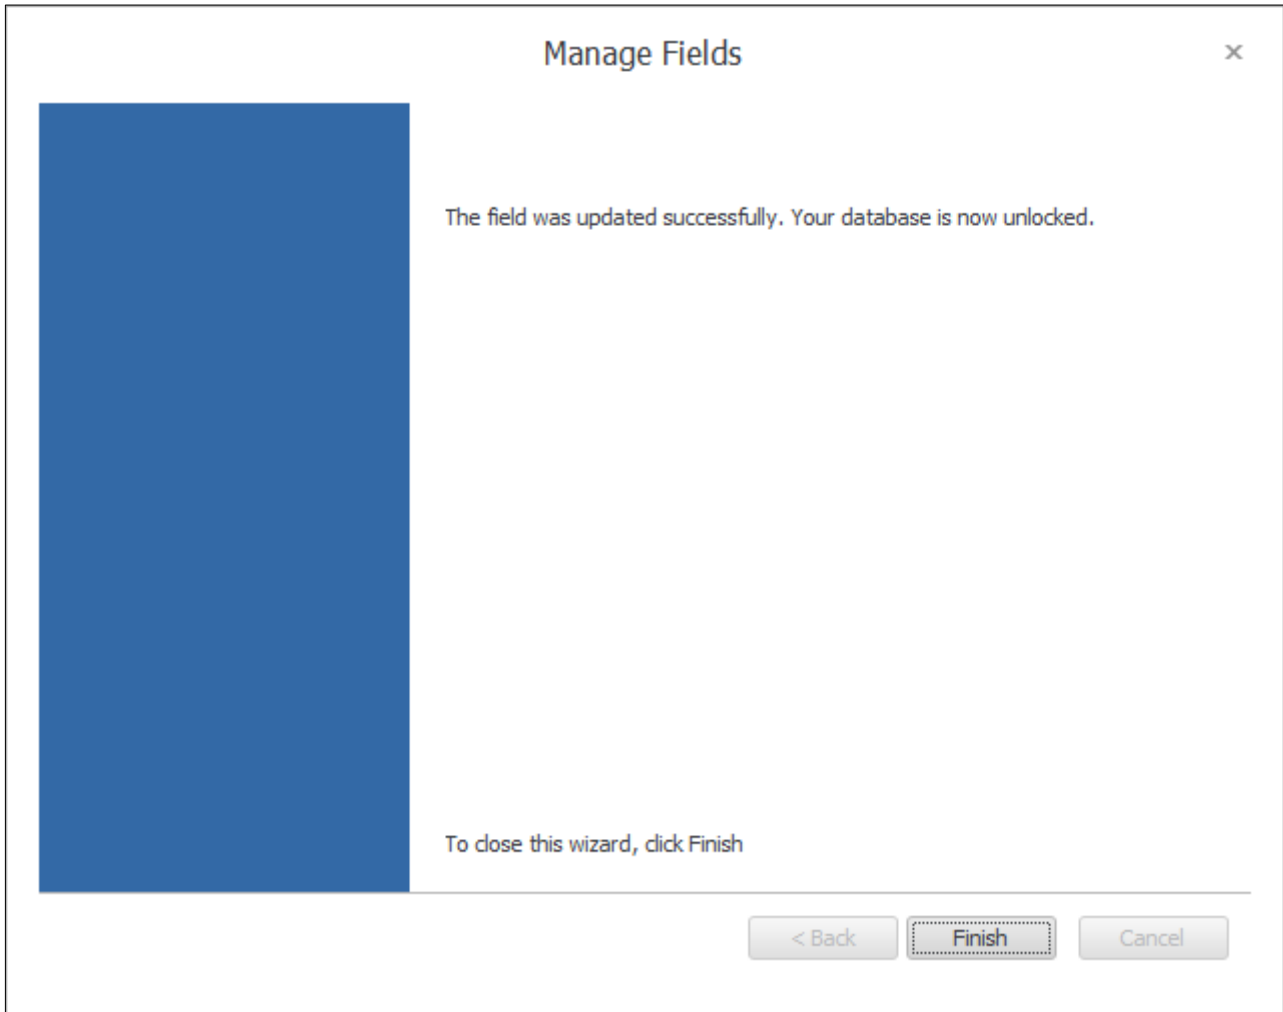 Manage Fields
×
The field was updated successfully. Your database is now unlocked.
To close this wizard, click Finish
< Back Finish Cancel